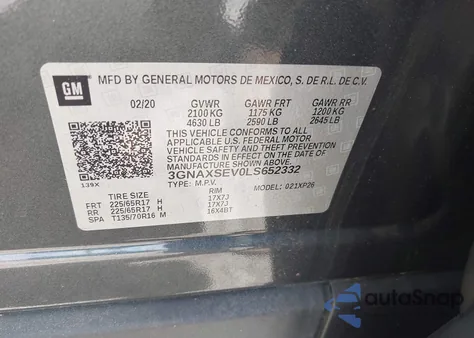 GM
MFD BY GENERAL MOTORS DE MEXICO, S. DE R.L. DE C.V.
02/20 GVWR GAWR FRT GAWR RR
2100 KG 1175 KG 1200 KG
4630 LB 2590 LB 2645 LB
THIS VEHICLE CONFORMS TO ALL
APPLICABLE U.S. FEDERAL MOTOR
VEHICLE SAFETY AND THEFT PREVENTION
STANDARDS IN EFFECT ON THE DATE OF
MANUFACTURE SHOWN ABOVE.
3GNAXSEV0LS652332
139X
TYPE: M.P.V. MODEL: 021XP26
TIRE SIZE RIM
FRT 225/65R17 H 17X7J
RR 225/65R17 H 17X7J
SPA T135/70R16 M 16X4BT
autoSnap